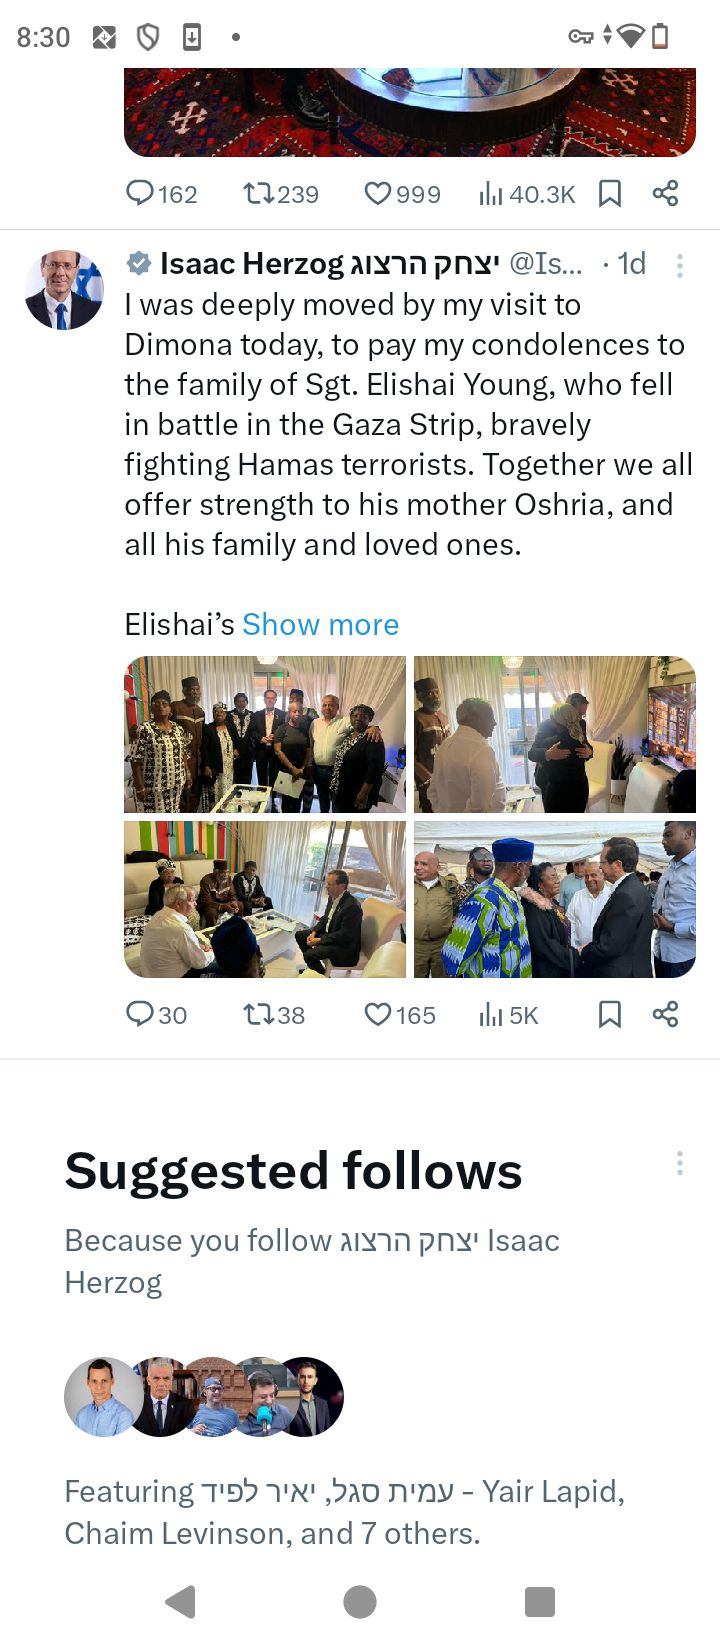 8:30
162 239 999 40.3K
Isaac Herzog יצחק הרצוג @Is... · 1d
I was deeply moved by my visit to
Dimona today, to pay my condolences to
the family of Sgt. Elishai Young, who fell
in battle in the Gaza Strip, bravely
fighting Hamas terrorists. Together we all
offer strength to his mother Oshria, and
all his family and loved ones.
Elishai’s Show more
30 38 165 5K
Suggested follows
Because you follow יצחק הרצוג Isaac
Herzog
Featuring עמית סגל, יאיר לפיד - Yair Lapid,
Chaim Levinson, and 7 others.